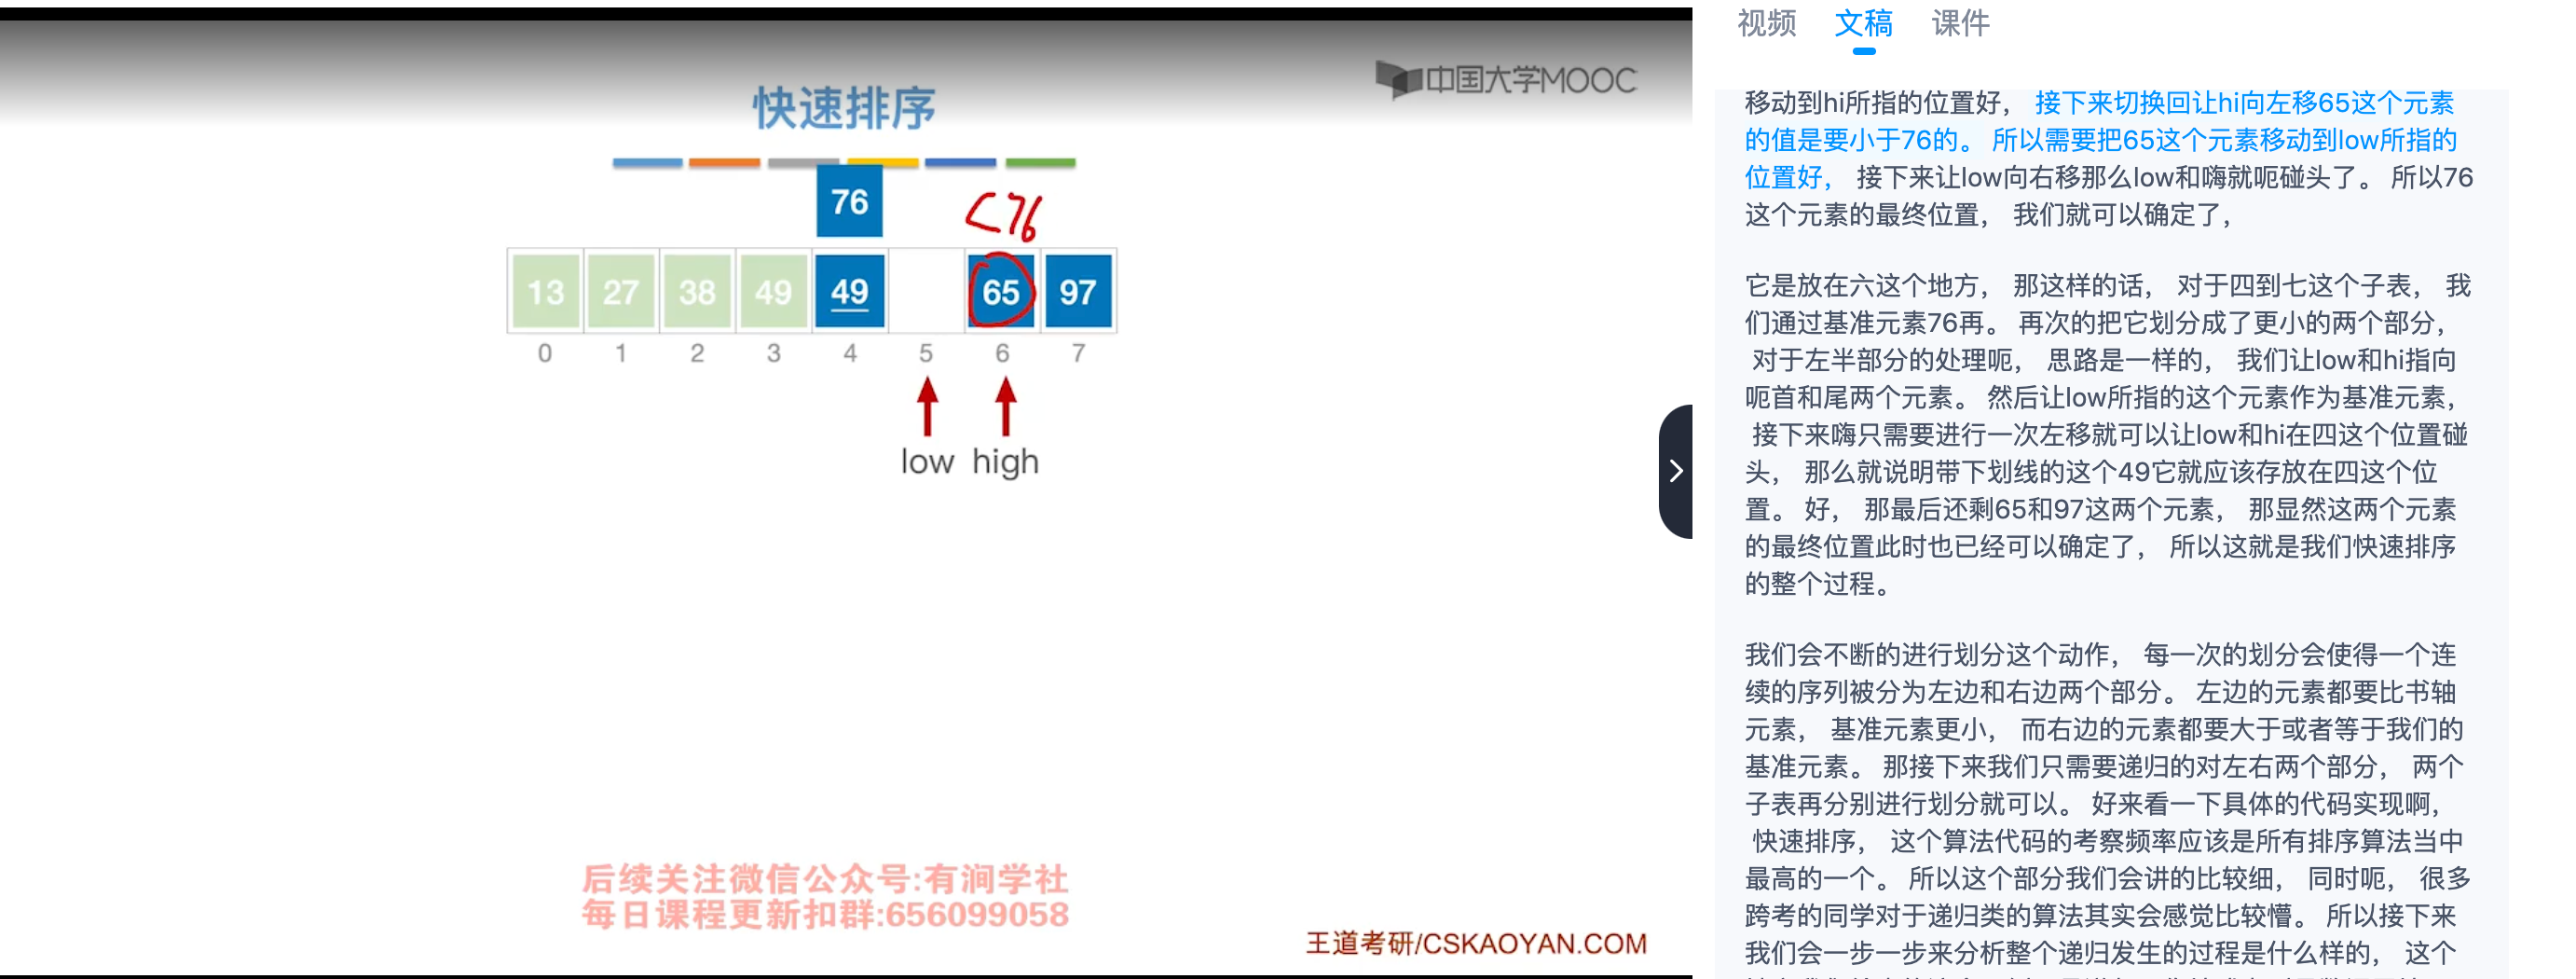 快速排序
中国大学MOOC
76
<76
13 27 38 49 49 65 97
0 1 2 3 4 5 6 7
low high
后续关注微信公众号:有涧学社
每日课程更新扣群:656099058
王道考研/CSKAOYAN.COM
视频 文稿 课件
移动到hi所指的位置好， 接下来切换回让hi向左移65这个元素
的值是要小于76的。 所以需要把65这个元素移动到low所指的
位置好， 接下来让low向右移那么low和嗨就呃碰头了。 所以76
这个元素的最终位置， 我们就可以确定了，
它是放在六这个地方， 那这样的话， 对于四到七这个子表， 我
们通过基准元素76再。 再次的把它划分成了更小的两个部分，
对于左半部分的处理呃， 思路是一样的， 我们让low和hi指向
呃首和尾两个元素。 然后让low所指的这个元素作为基准元素，
接下来嗨只需要进行一次左移就可以让low和hi在四这个位置碰
头， 那么就说明带下划线的这个49它就应该存放在四这个位
置。 好， 那最后还剩65和97这两个元素， 那显然这两个元素
的最终位置此时也已经可以确定了， 所以这就是我们快速排序
的整个过程。
我们会不断的进行划分这个动作， 每一次的划分会使得一个连
续的序列被分为左边和右边两个部分。 左边的元素都要比书轴
元素， 基准元素更小， 而右边的元素都要大于或者等于我们的
基准元素。 那接下来我们只需要递归的对左右两个部分， 两个
子表再分别进行划分就可以。 好来看一下具体的代码实现啊，
快速排序， 这个算法代码的考察频率应该是所有排序算法当中
最高的一个。 所以这个部分我们会讲的比较细， 同时呃， 很多
跨考的同学对于递归类的算法其实会感觉比较懵。 所以接下来
我们会一步一步来分析整个递归发生的过程是什么样的， 这个